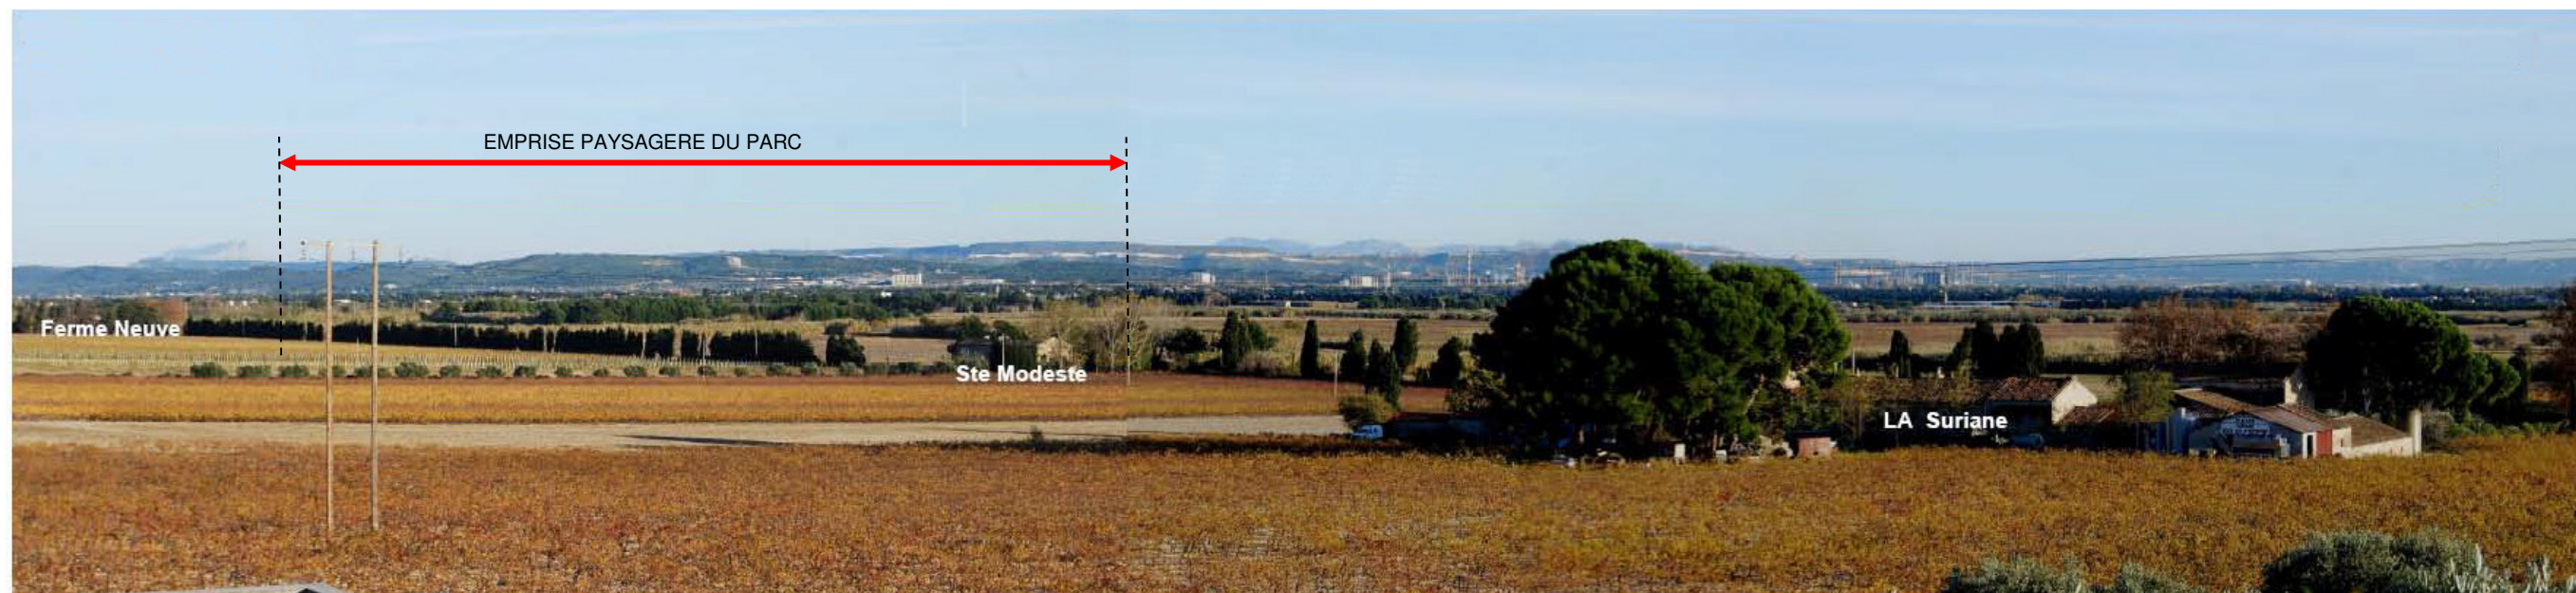 EMPRISE PAYSAGERE DU PARC
Ferme Neuve
Ste Modeste
LA Suriane